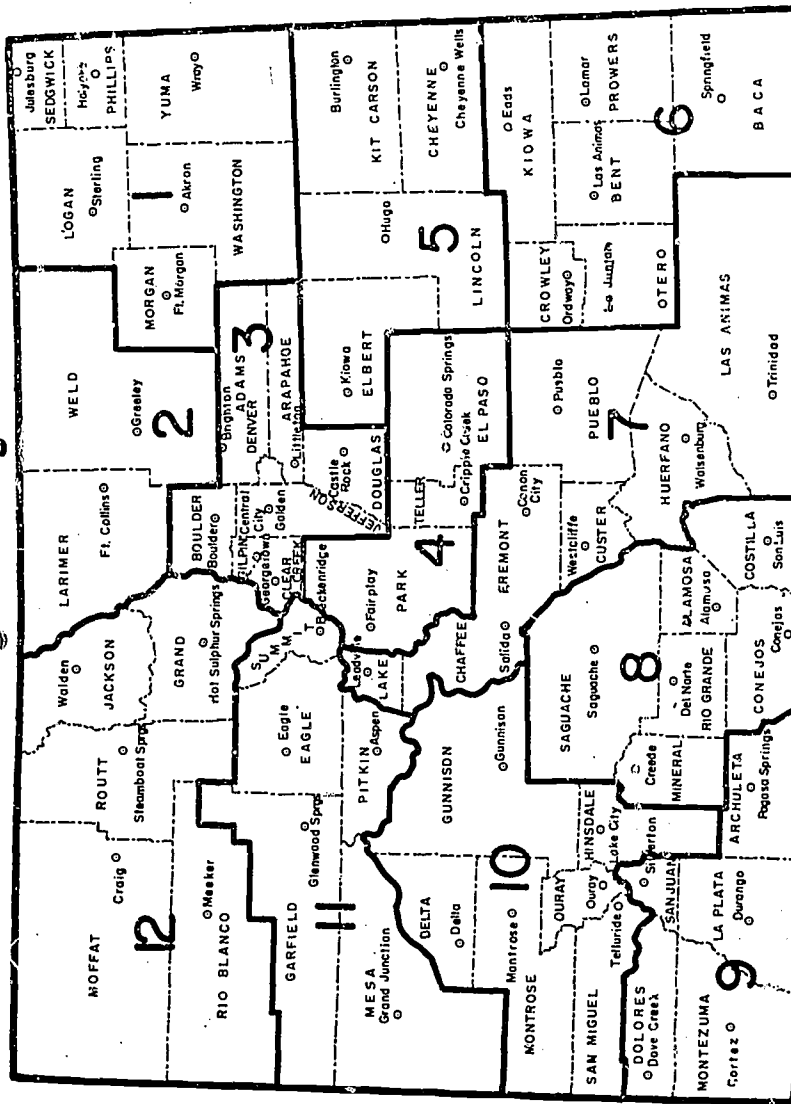 MOFFAT
Craig
12
ROUTT
Steamboat Sprgs
JACKSON
Walden
LARIMER
Ft. Collins
WELD
Greeley
2
LOGAN
Sterling
SEDGWICK
Julesburg
PHILLIPS
Holyoke
YUMA
Wray
WASHINGTON
Akron
1
MORGAN
Ft. Morgan
RIO BLANCO
Meeker
GRAND
Hot Sulphur Springs
BOULDER
Boulder
GILPIN
Central
City
Georgetown
CLEAR
CREEK
Golden
JEFFERSON
Brighton
ADAMS
DENVER
3
ARAPAHOE
Littleton
GARFIELD
Glenwood Sprgs
11
EAGLE
Eagle
SUMMIT
Breckenridge
DOUGLAS
Castle
Rock
ELBERT
Kiowa
LINCOLN
Hugo
5
KIT CARSON
Burlington
CHEYENNE
Cheyenne Wells
MESA
Grand Junction
PITKIN
Aspen
LAKE
Leadville
PARK
Fairplay
4
TELLER
Cripple Creek
EL PASO
Colorado Springs
DELTA
Delta
GUNNISON
Gunnison
CHAFFEE
Salida
FREMONT
Canon
City
MONTROSE
Montrose
10
OURAY
Ouray
HINSDALE
Lake City
SAN MIGUEL
Telluride
SAGUACHE
Saguache
CUSTER
Westcliffe
PUEBLO
Pueblo
7
CROWLEY
Ordway
OTERO
La Junta
KIOWA
Eads
BENT
Las Animas
PROWERS
Lamar
6
BACA
Springfield
DOLORES
Dove Creek
SAN JUAN
Silverton
MINERAL
Creede
8
RIO GRANDE
Del Norte
ALAMOSA
Alamosa
HUERFANO
Walsenburg
LAS ANIMAS
Trinidad
MONTEZUMA
Cortez
9
LA PLATA
Durango
ARCHULETA
Pagosa Springs
CONEJOS
Conejos
COSTILLA
San Luis